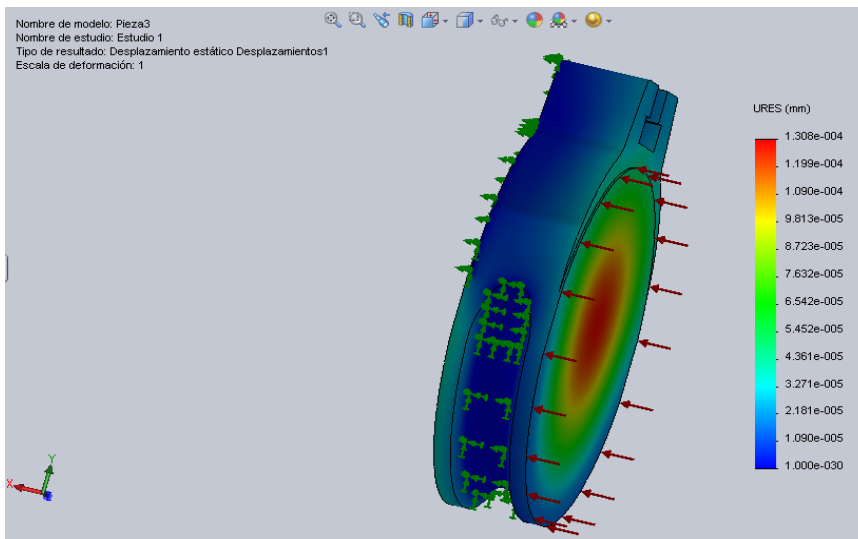 Nombre de modelo: Pieza3
Nombre de estudio: Estudio 1
Tipo de resultado: Desplazamiento estático Desplazamientos1
Escala de deformación: 1
URES (mm)
1.308e-004
1.199e-004
1.090e-004
9.813e-005
8.723e-005
7.632e-005
6.542e-005
5.452e-005
4.361e-005
3.271e-005
2.181e-005
1.090e-005
1.000e-030
Y
X